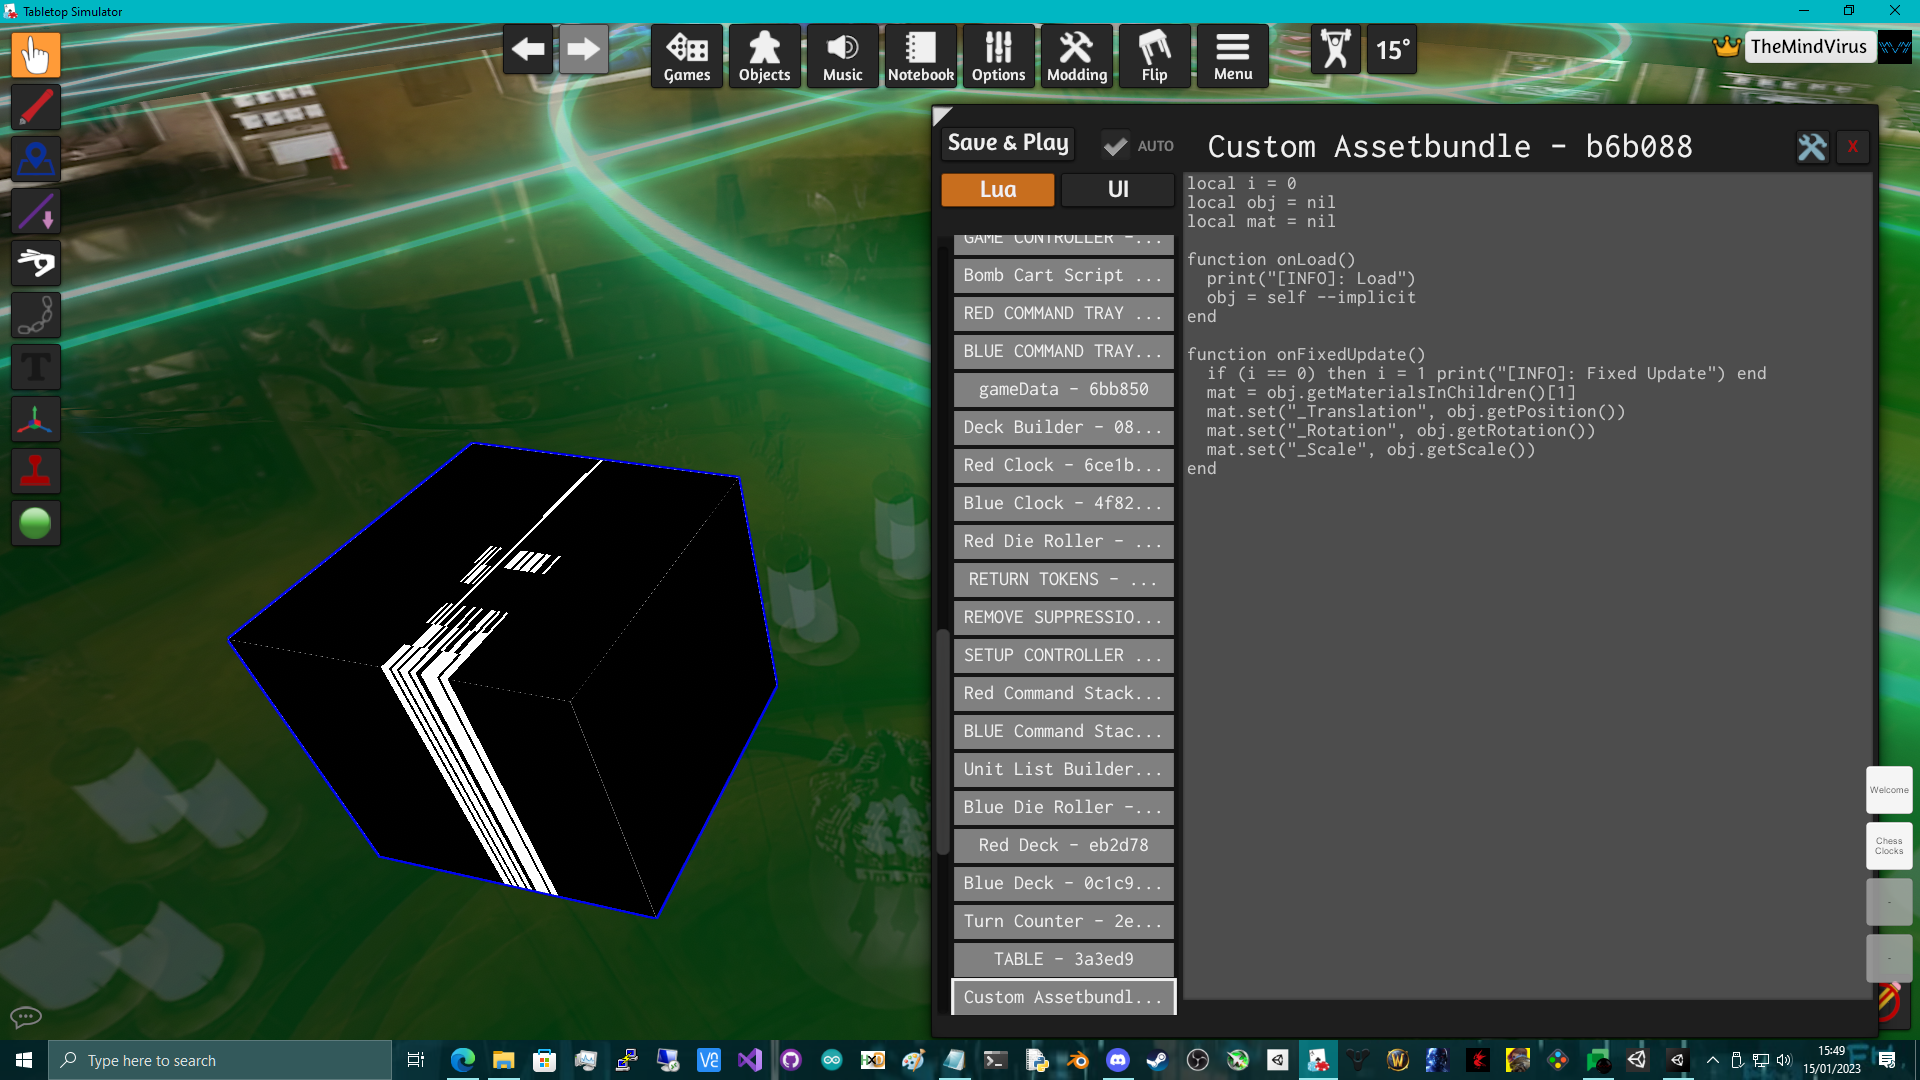 Tabletop Simulator
Games
Objects
Music
Notebook
Options
Modding
Flip
Menu
15°
TheMindVirus
Save & Play
AUTO
Custom Assetbundle - b6b088
X
Lua
UI
GAME CONTROLLER -...
Bomb Cart Script ...
RED COMMAND TRAY ...
BLUE COMMAND TRAY...
gameData - 6bb850
Deck Builder - 08...
Red Clock - 6ce1b...
Blue Clock - 4f82...
Red Die Roller - ...
RETURN TOKENS - ...
REMOVE SUPPRESSIO...
SETUP CONTROLLER ...
Red Command Stack...
BLUE Command Stac...
Unit List Builder...
Blue Die Roller -...
Red Deck - eb2d78
Blue Deck - 0c1c9...
Turn Counter - 2e...
TABLE - 3a3ed9
Custom Assetbundl...
local i = 0
local obj = nil
local mat = nil
function onLoad()
print("[INFO]: Load")
obj = self --implicit
end
function onFixedUpdate()
if (i == 0) then i = 1 print("[INFO]: Fixed Update") end
mat = obj.getMaterialsInChildren()[1]
mat.set("_Translation", obj.getPosition())
mat.set("_Rotation", obj.getRotation())
mat.set("_Scale", obj.getScale())
end
Welcome
Chess
Clocks
-
-
Type here to search
15:49
15/01/2023